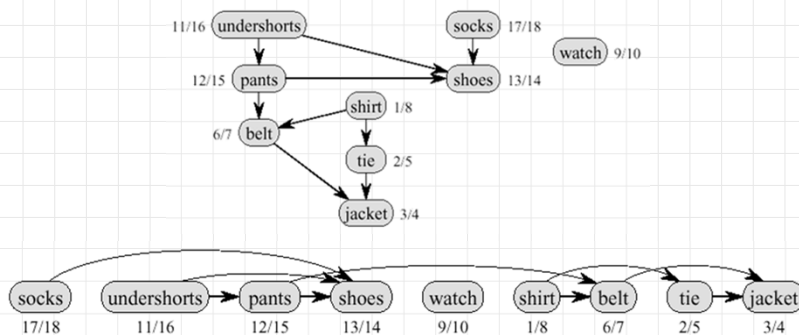 11/16 undershorts socks 17/18
watch 9/10
12/15 pants shoes 13/14
shirt 1/8
6/7 belt
tie 2/5
jacket 3/4
socks undershorts pants shoes watch shirt belt tie jacket
17/18 11/16 12/15 13/14 9/10 1/8 6/7 2/5 3/4